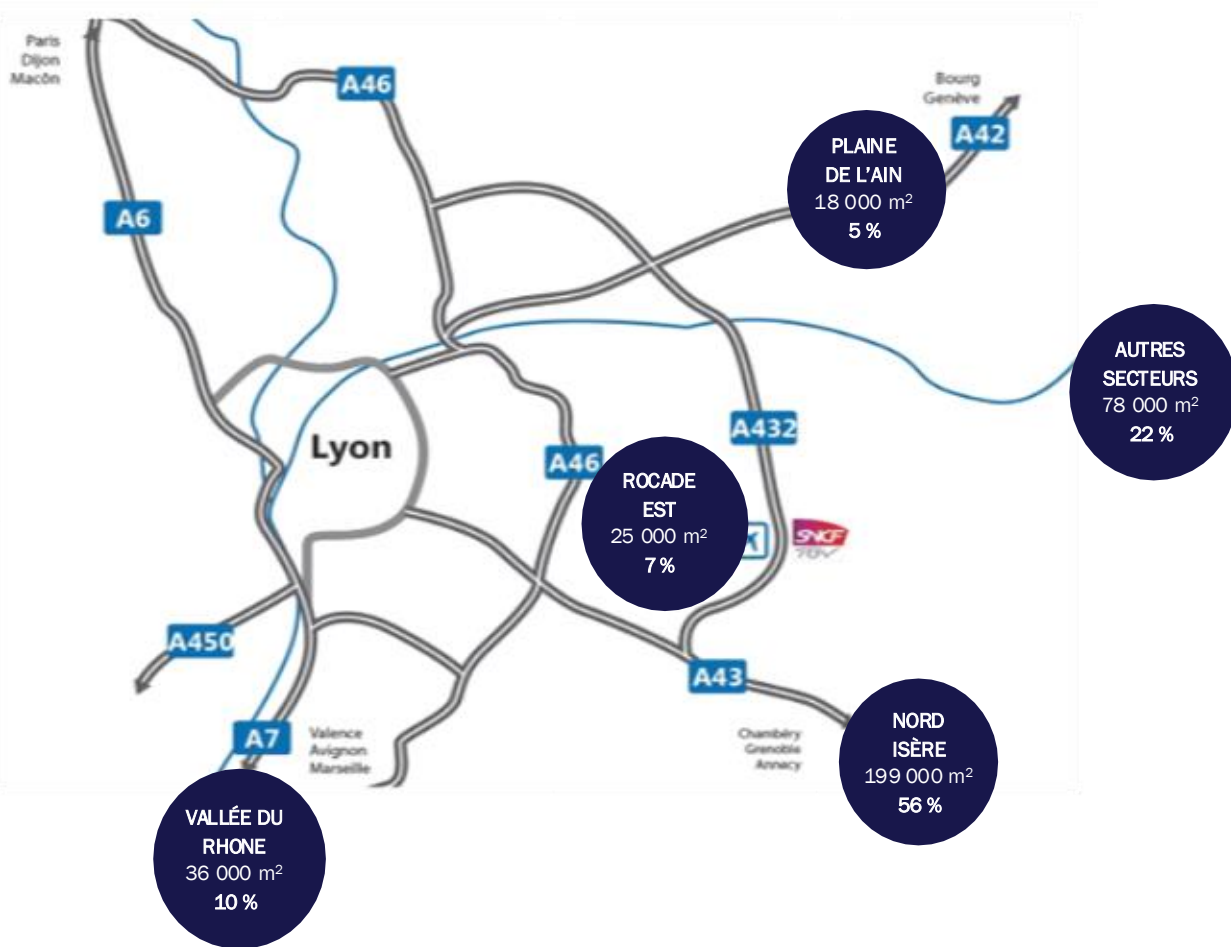 Paris
Dijon
Macôn
A46
Bourg
Genève
A42
PLAINE
DE L'AIN
18 000 m²
5 %
A6
AUTRES
SECTEURS
78 000 m²
22 %
Lyon
A432
A46
ROCADE
EST
25 000 m²
7 %
SNCF
TGV
A450
A43
A7
Valence
Avignon
Marseille
Chambéry
Grenoble
Annecy
NORD
ISÈRE
199 000 m²
56 %
VALLÉE DU
RHONE
36 000 m²
10 %